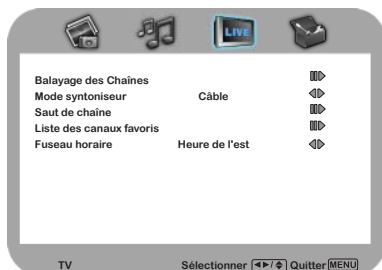 LIVE
Balayage des Chaînes
Mode syntoniseur Câble
Saut de chaîne
Liste des canaux favoris
Fuseau horaire Heure de l'est
TV Sélectionner ◄►/◆ Quitter MENU